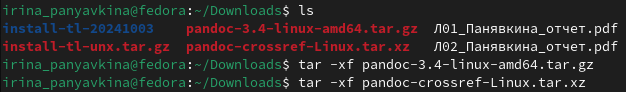 irina_panyavkina@fedora:~/Downloads$ ls
install-tl-20241003 pandoc-3.4-linux-amd64.tar.gz Л01_Панявкина_отчет.pdf
install-tl-unx.tar.gz pandoc-crossref-Linux.tar.xz Л02_Панявкина_отчет.pdf
irina_panyavkina@fedora:~/Downloads$ tar -xf pandoc-3.4-linux-amd64.tar.gz
irina_panyavkina@fedora:~/Downloads$ tar -xf pandoc-crossref-Linux.tar.xz